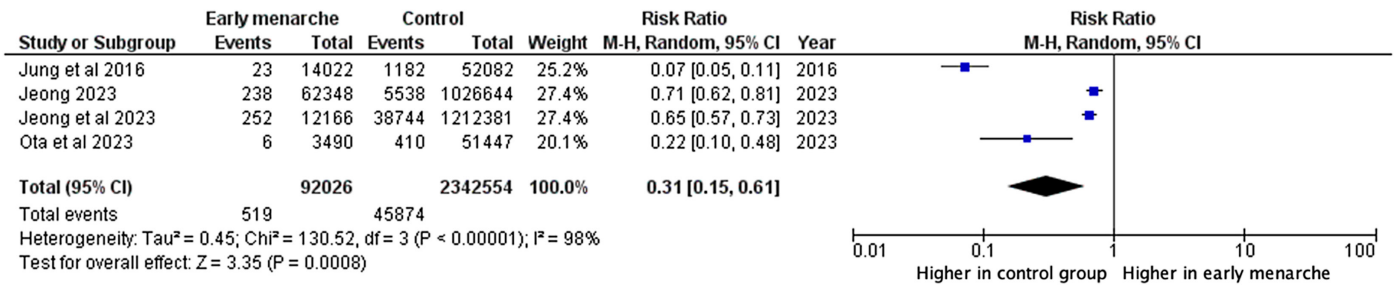 Early menarche Control Risk Ratio Risk Ratio
Study or Subgroup Events Total Events Total Weight M-H, Random, 95% CI Year M-H, Random, 95% CI
Jung et al 2016 23 14022 1182 52082 25.2% 0.07 [0.05, 0.11] 2016
Jeong 2023 238 62348 5538 1026644 27.4% 0.71 [0.62, 0.81] 2023
Jeong et al 2023 252 12166 38744 1212381 27.4% 0.65 [0.57, 0.73] 2023
Ota et al 2023 6 3490 410 51447 20.1% 0.22 [0.10, 0.48] 2023
Total (95% CI) 92026 2342554 100.0% 0.31 [0.15, 0.61]
Total events 519 45874
Heterogeneity: Tau² = 0.45; Chi² = 130.52, df = 3 (P < 0.00001); I² = 98%
Test for overall effect: Z = 3.35 (P = 0.0008)
0.01 0.1 1 10 100
Higher in control group Higher in early menarche